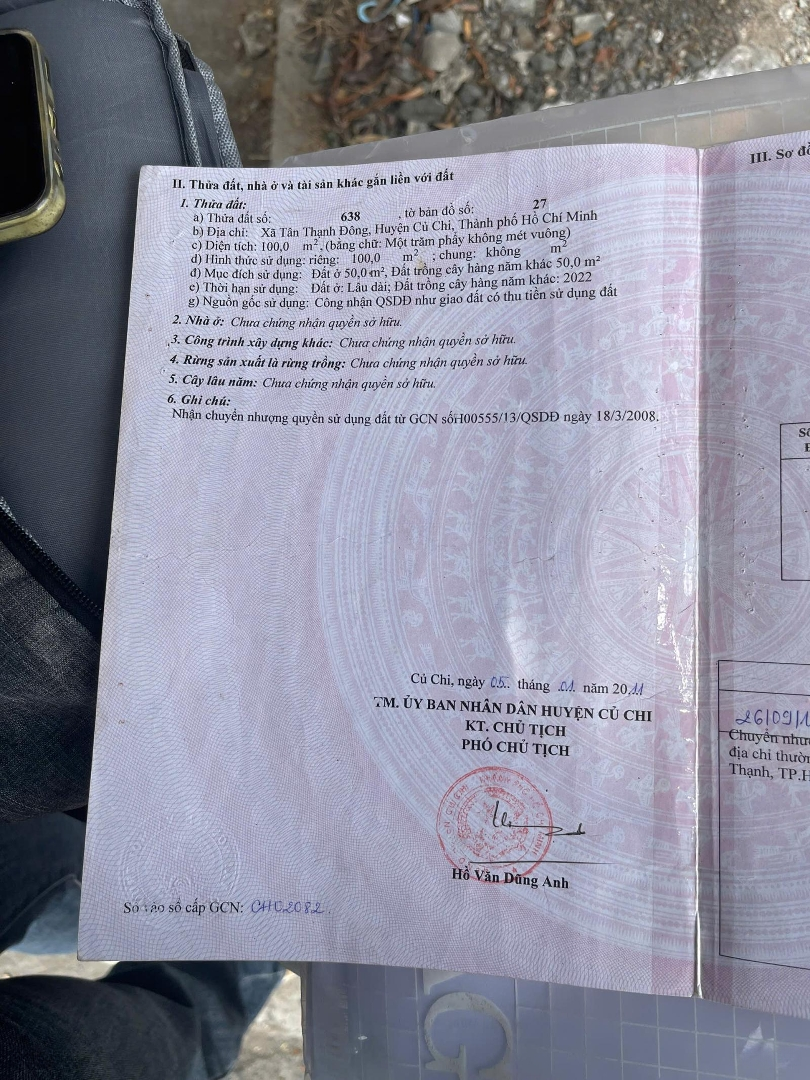 II. Thửa đất, nhà ở và tài sản khác gắn liền với đất
1. Thửa đất:
a) Thửa đất số: 638 , tờ bản đồ số: 27
b) Địa chỉ: Xã Tân Thạnh Đông, Huyện Củ Chi, Thành phố Hồ Chí Minh
c) Diện tích: 100,0 m², (bằng chữ: Một trăm phẩy không mét vuông)
d) Hình thức sử dụng: riêng: 100,0 m² ; chung: không m²
đ) Mục đích sử dụng: Đất ở 50,0 m², Đất trồng cây hàng năm khác 50,0 m²
e) Thời hạn sử dụng: Đất ở: Lâu dài; Đất trồng cây hàng năm khác: 2022
g) Nguồn gốc sử dụng: Công nhận QSDĐ như giao đất có thu tiền sử dụng đất
2. Nhà ở: Chưa chứng nhận quyền sở hữu.
3. Công trình xây dựng khác: Chưa chứng nhận quyền sở hữu.
4. Rừng sản xuất là rừng trồng: Chưa chứng nhận quyền sở hữu.
5. Cây lâu năm: Chưa chứng nhận quyền sở hữu.
6. Ghi chú:
Nhận chuyển nhượng quyền sử dụng đất từ GCN sốH00555/13/QSDĐ ngày 18/3/2008.
Củ Chi, ngày 05 tháng 01 năm 2011
TM. ỦY BAN NHÂN DÂN HUYỆN CỦ CHI
KT. CHỦ TỊCH
PHÓ CHỦ TỊCH
Hồ Văn Dũng Anh
Số vào sổ cấp GCN: CH02082
III. Sơ đồ
26/09/1
Chuyển như
địa chỉ thườn
Thạnh, TP.H